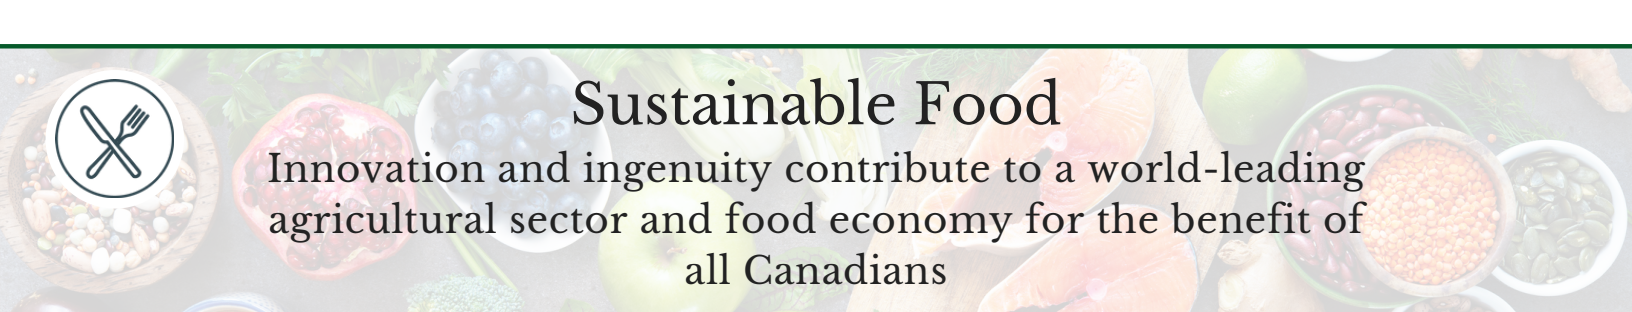 Sustainable Food
Innovation and ingenuity contribute to a world-leading
agricultural sector and food economy for the benefit of
all Canadians